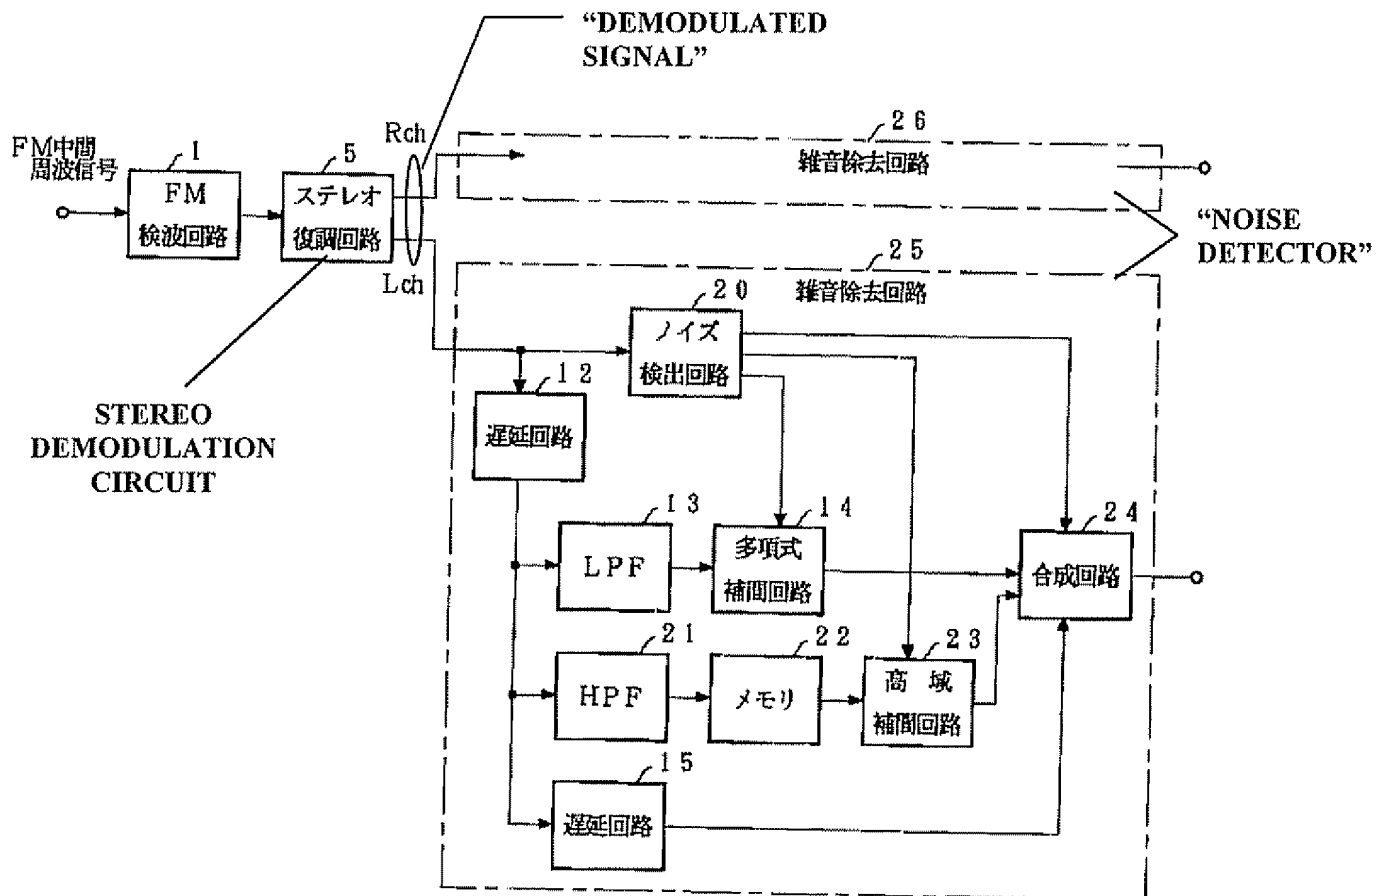 “DEMODULATED
SIGNAL”
FM中間
周波信号
1
FM
検波回路
5
ステレオ
復調回路
Rch
Lch
26
雑音除去回路
“NOISE
DETECTOR”
25
雑音除去回路
20
ノイズ
検出回路
12
遅延回路
STEREO
DEMODULATION
CIRCUIT
13
LPF
14
多項式
補間回路
24
合成回路
21
HPF
22
メモリ
23
高 域
補間回路
15
遅延回路